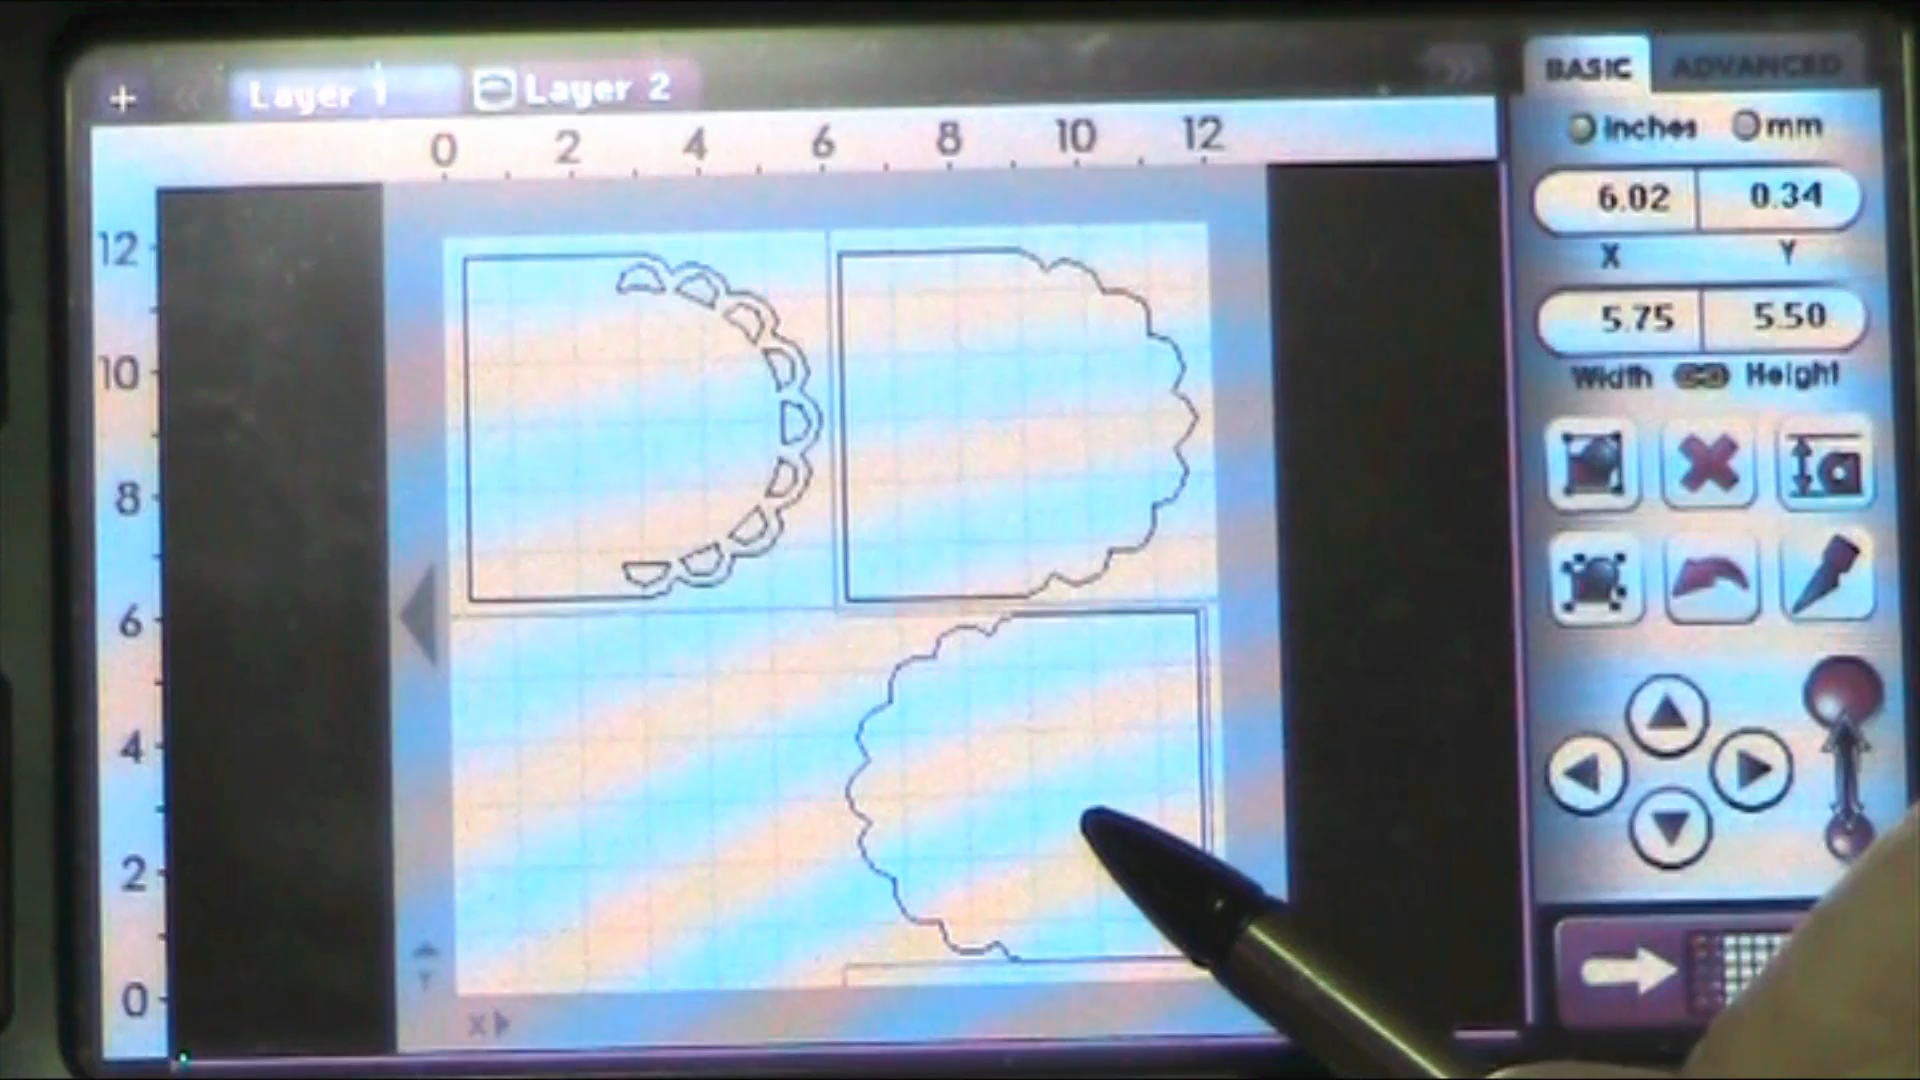 + Layer 1 Layer 2
BASIC ADVANCED
inches mm
0 2 4 6 8 10 12
6.02 0.34
X Y
5.75 5.50
Width Height
12
10
8
6
4
2
0
X